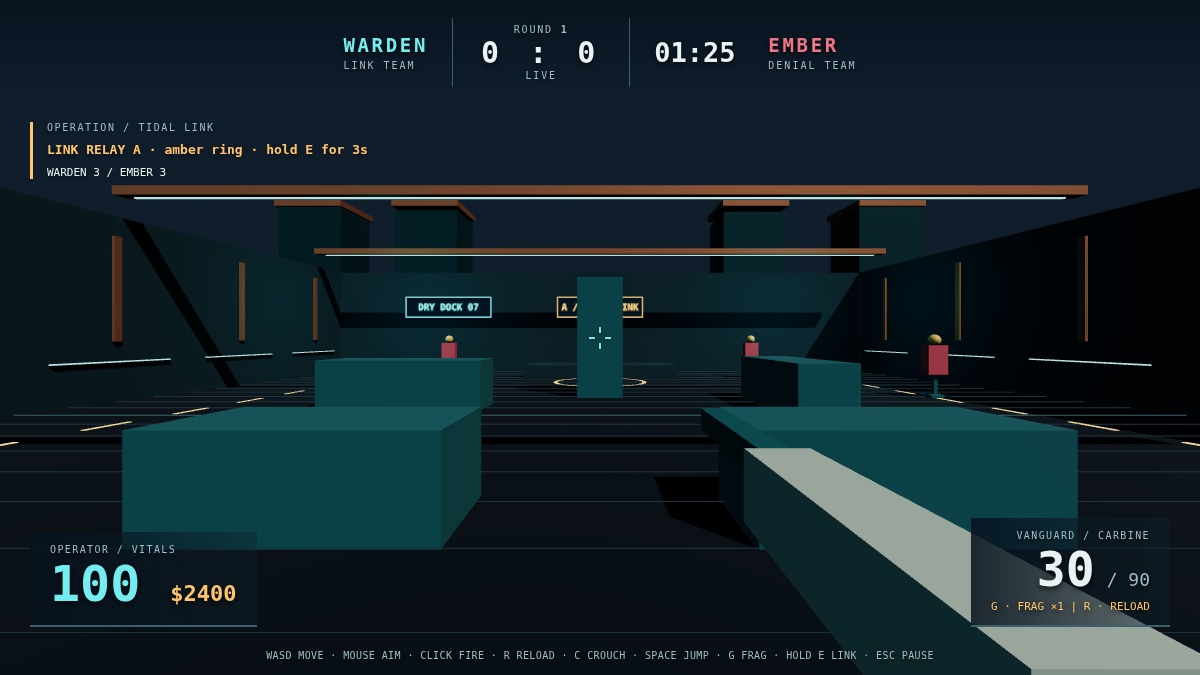 WARDEN
LINK TEAM
ROUND 1
0 : 0
LIVE
01:25
EMBER
DENIAL TEAM
OPERATION / TIDAL LINK
LINK RELAY A · amber ring · hold E for 3s
WARDEN 3 / EMBER 3
DRY DOCK 07
A / INK
OPERATOR / VITALS
100 $2400
VANGUARD / CARBINE
30 / 90
G · FRAG ×1 | R · RELOAD
WASD MOVE · MOUSE AIM · CLICK FIRE · R RELOAD · C CROUCH · SPACE JUMP · G FRAG · HOLD E LINK · ESC PAUSE